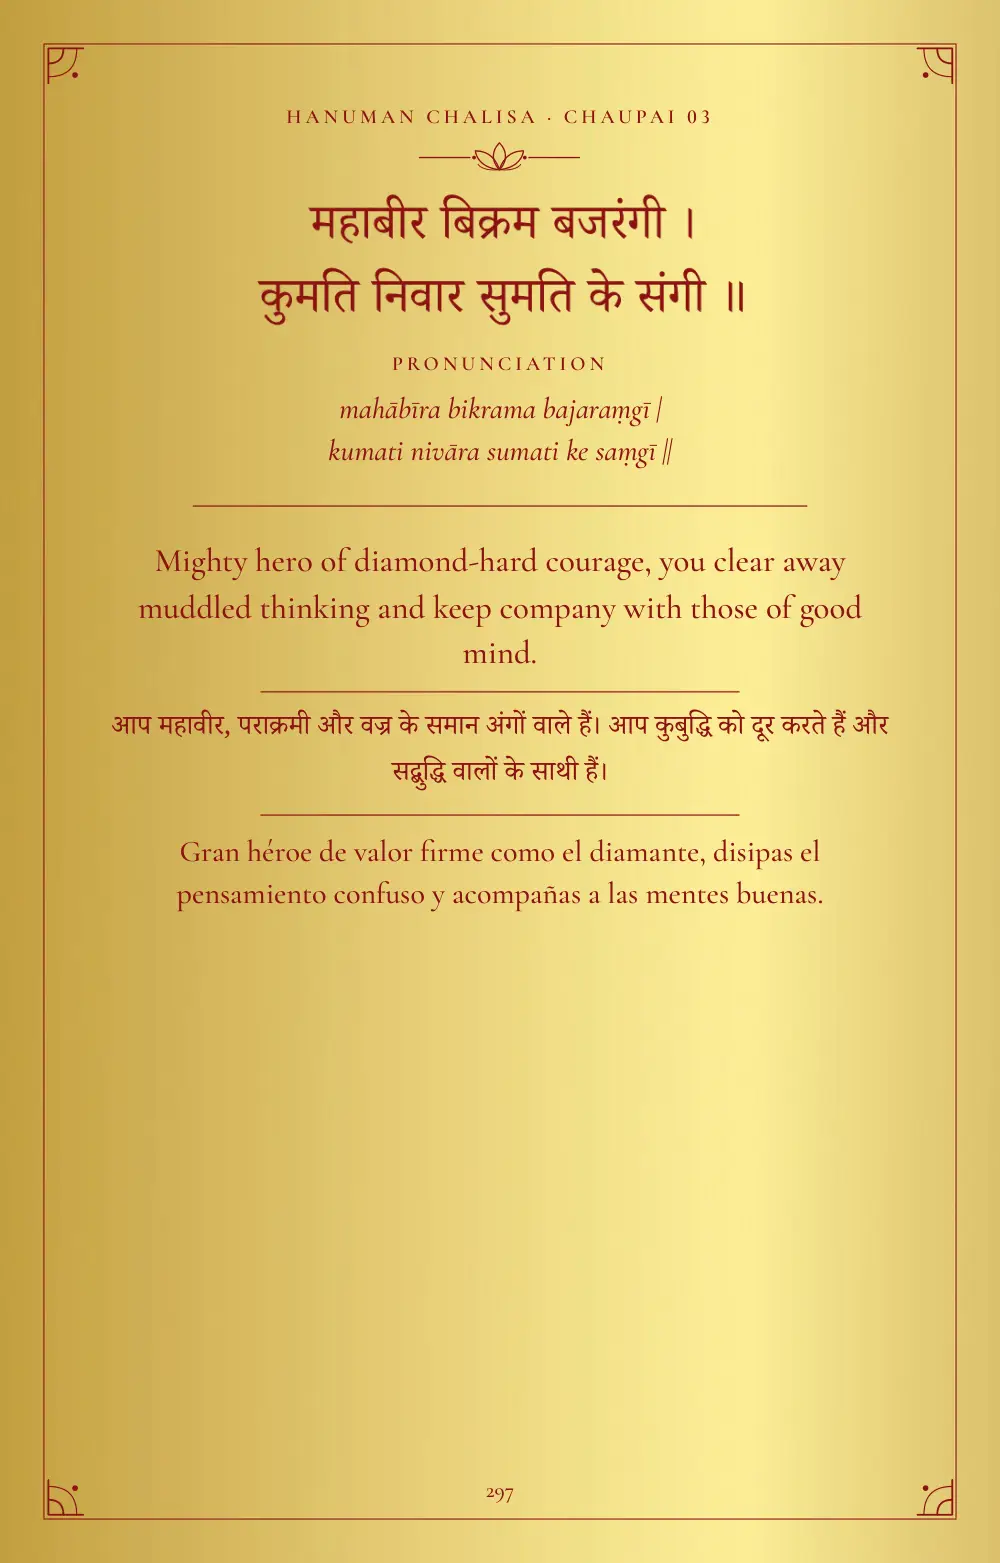 HANUMAN CHALISA · CHAUPAI 03
महाबीर बिक्रम बजरंगी ।
कुमति निवार सुमति के संगी ॥
PRONUNCIATION
mahābīra bikrama bajaraṃgī |
kumati nivāra sumati ke saṃgī ||
Mighty hero of diamond-hard courage, you clear away
muddled thinking and keep company with those of good
mind.
आप महावीर, पराक्रमी और वज्र के समान अंगों वाले हैं। आप कुबुद्धि को दूर करते हैं और
सद्बुद्धि वालों के साथी हैं।
Gran héroe de valor firme como el diamante, disipas el
pensamiento confuso y acompañas a las mentes buenas.
297